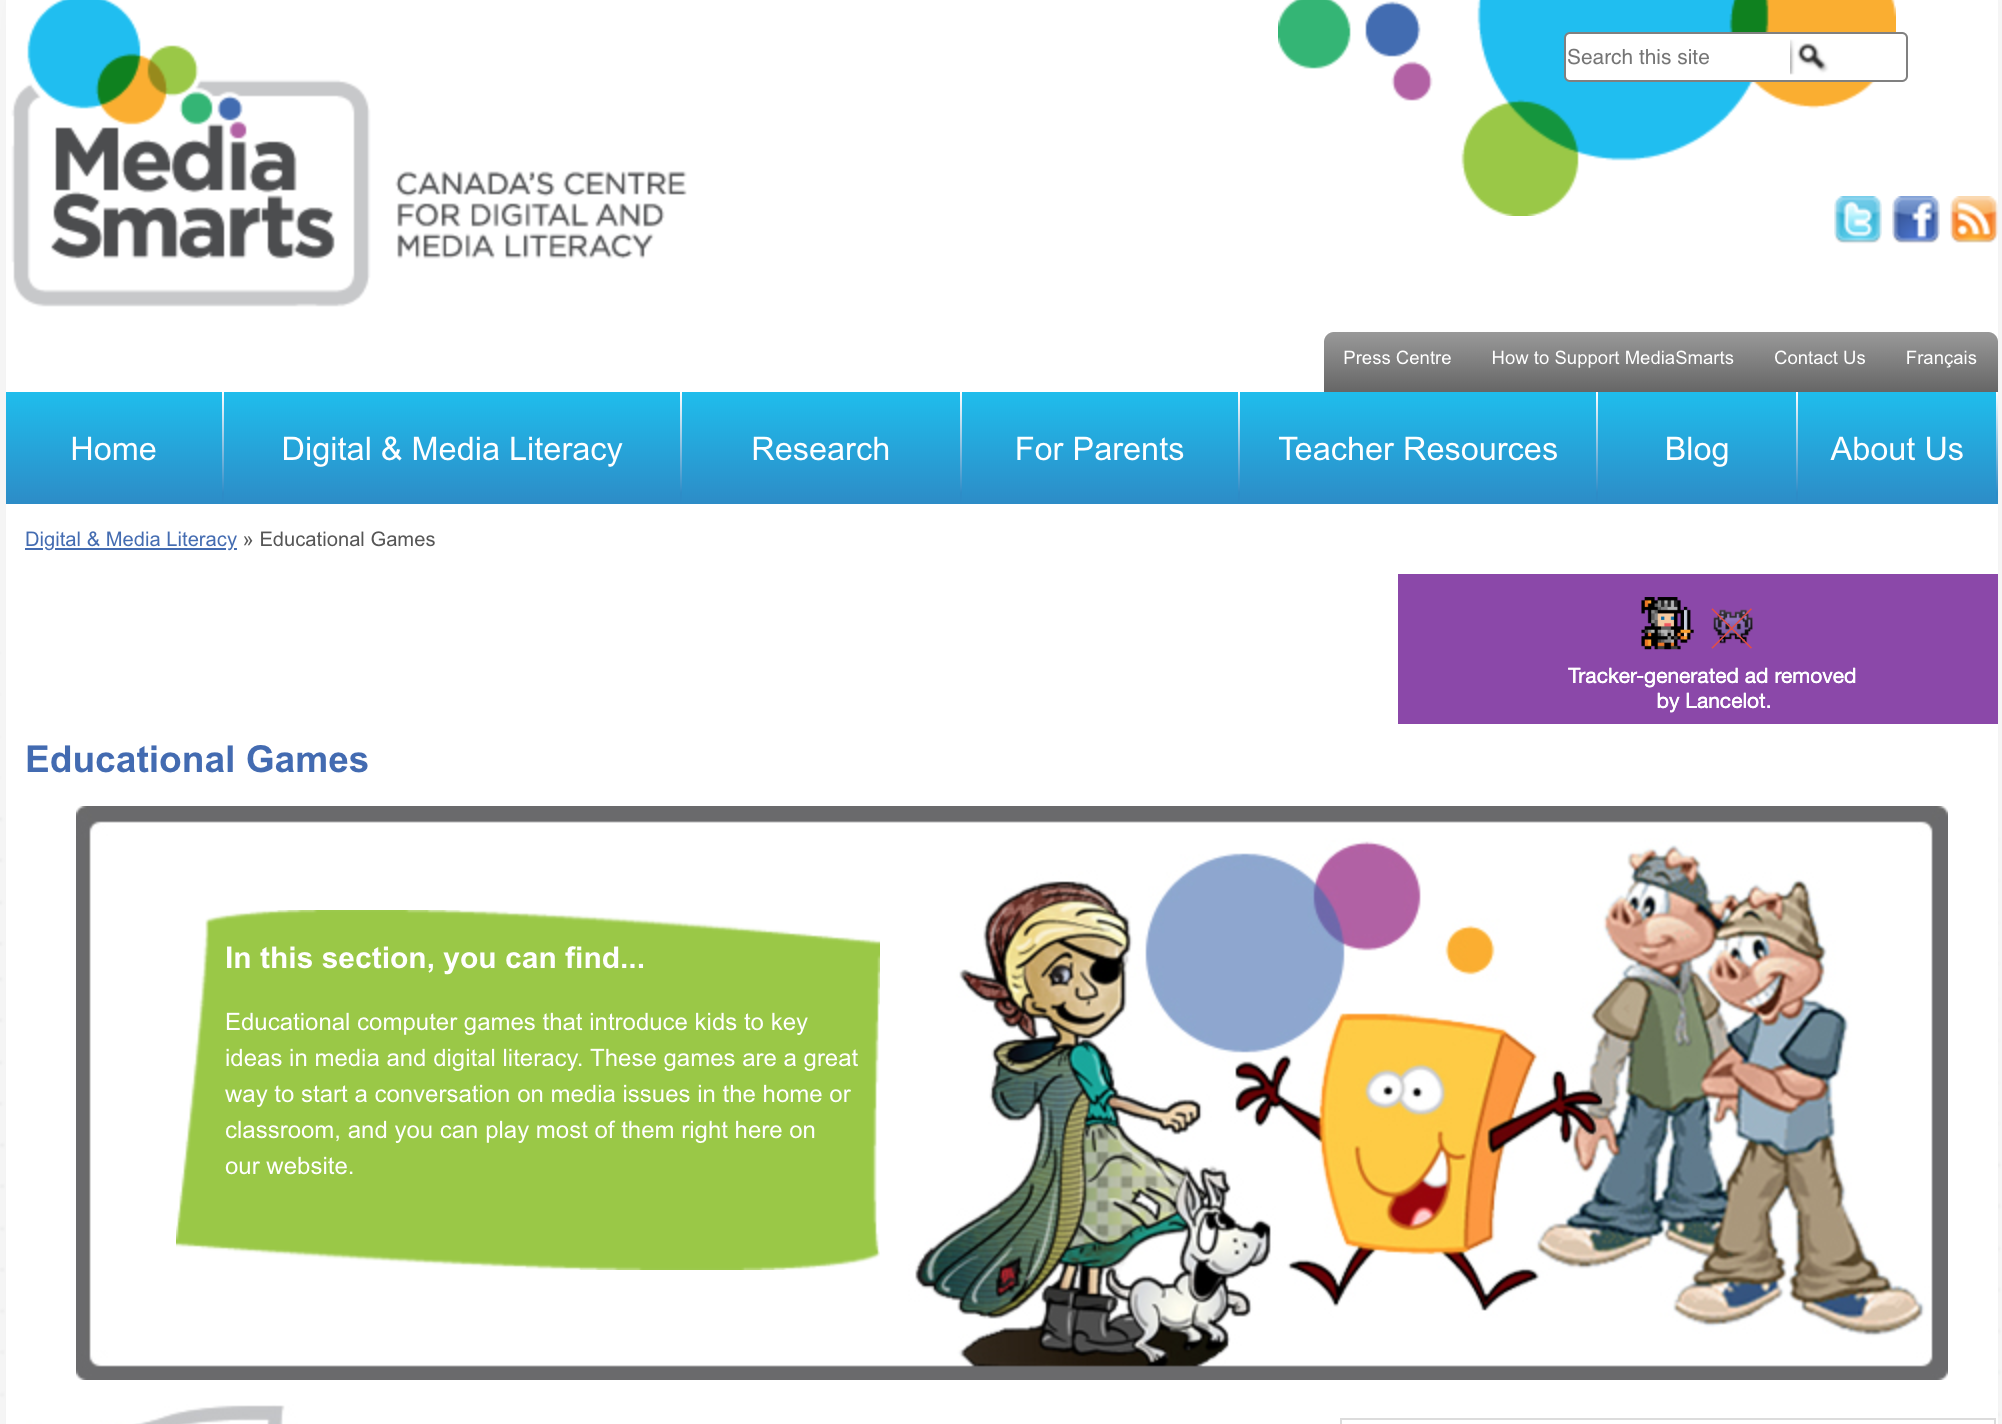 Media
Smarts
CANADA'S CENTRE
FOR DIGITAL AND
MEDIA LITERACY
Search this site
Press Centre How to Support MediaSmarts Contact Us Français
Home Digital & Media Literacy Research For Parents Teacher Resources Blog About Us
Digital & Media Literacy » Educational Games
Tracker-generated ad removed
by Lancelot.
Educational Games
In this section, you can find...
Educational computer games that introduce kids to key
ideas in media and digital literacy. These games are a great
way to start a conversation on media issues in the home or
classroom, and you can play most of them right here on
our website.